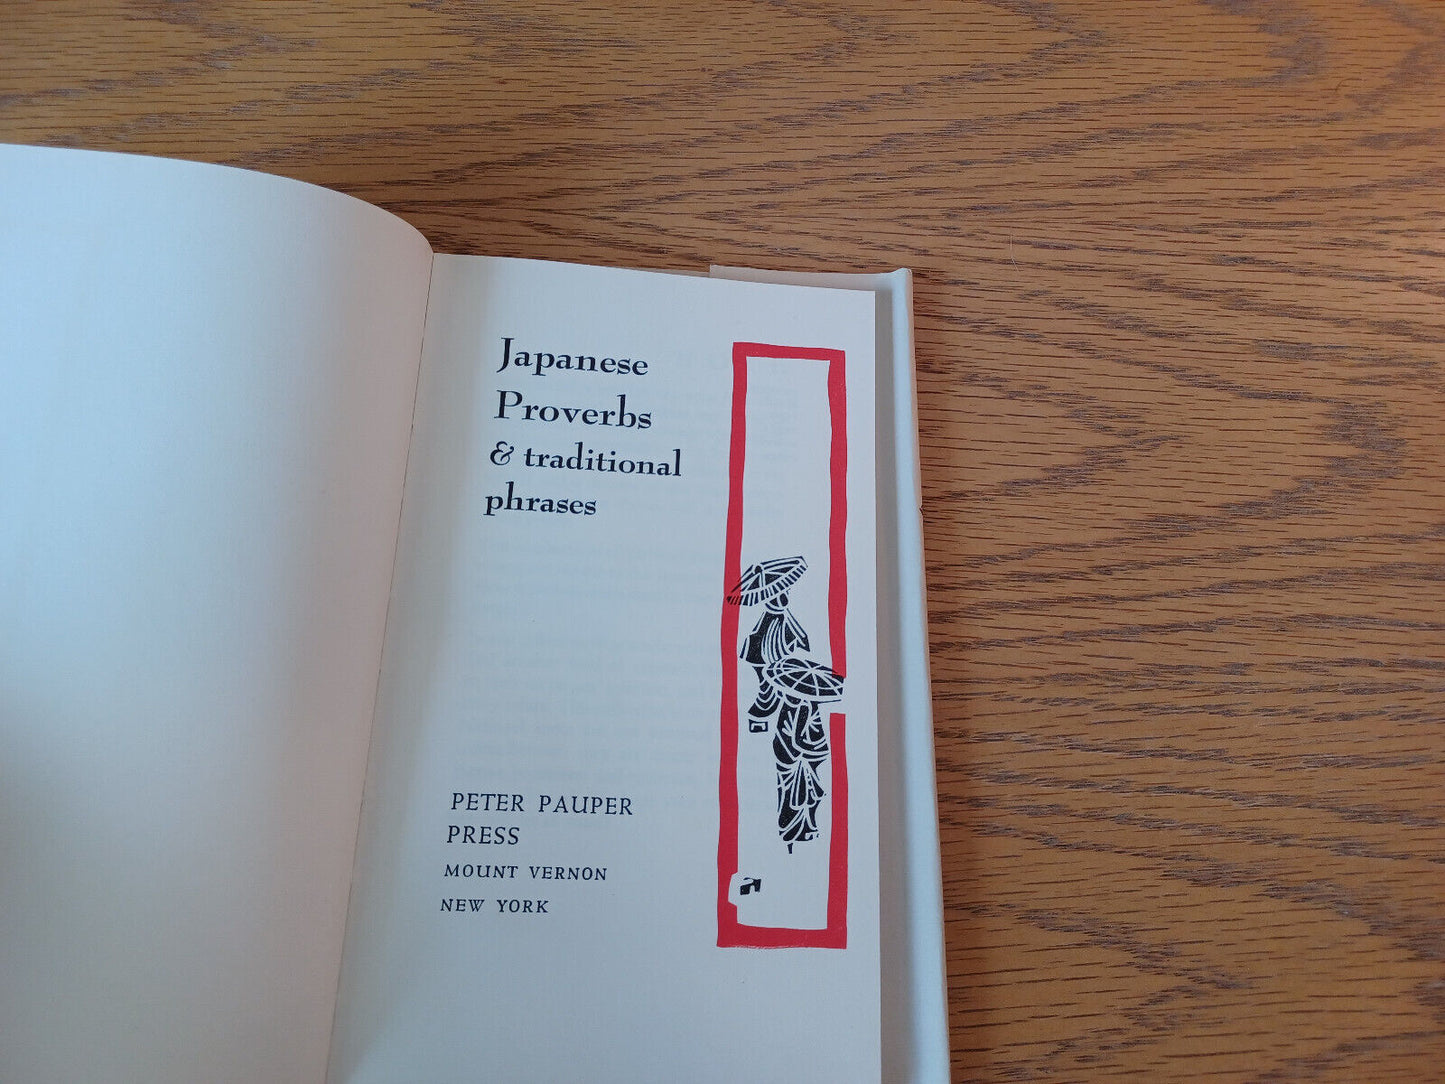 Japanese
Proverbs
& traditional
phrases
PETER PAUPER
PRESS
MOUNT VERNON
NEW YORK